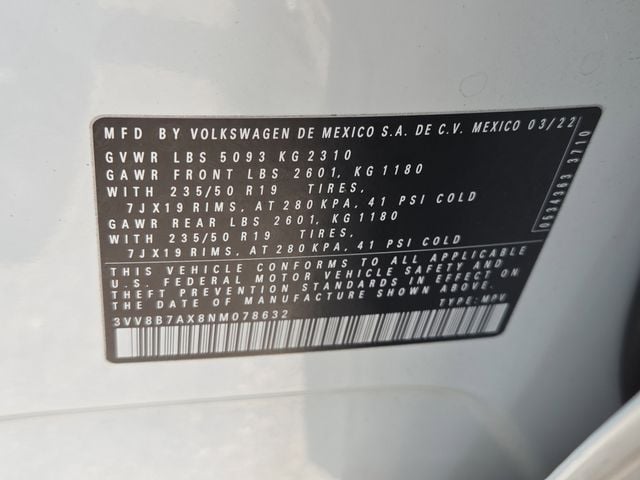 MFD BY VOLKSWAGEN DE MEXICO S.A. DE C.V. MEXICO 03/22
GVWR LBS 5093 KG 2310
GAWR FRONT LBS 2601, KG 1180
WITH 235/50 R19 TIRES,
7JX19 RIMS, AT 280 KPA, 41 PSI COLD
GAWR REAR LBS 2601, KG 1180
WITH 235/50 R19 TIRES,
7JX19 RIMS, AT 280 KPA, 41 PSI COLD
THIS VEHICLE CONFORMS TO ALL APPLICABLE
U.S. FEDERAL MOTOR VEHICLE SAFETY AND
THEFT PREVENTION STANDARDS IN EFFECT ON THE
DATE OF MANUFACTURE SHOWN ABOVE.
3VV8B7AX8NM078632 TYPE: MPV
3710